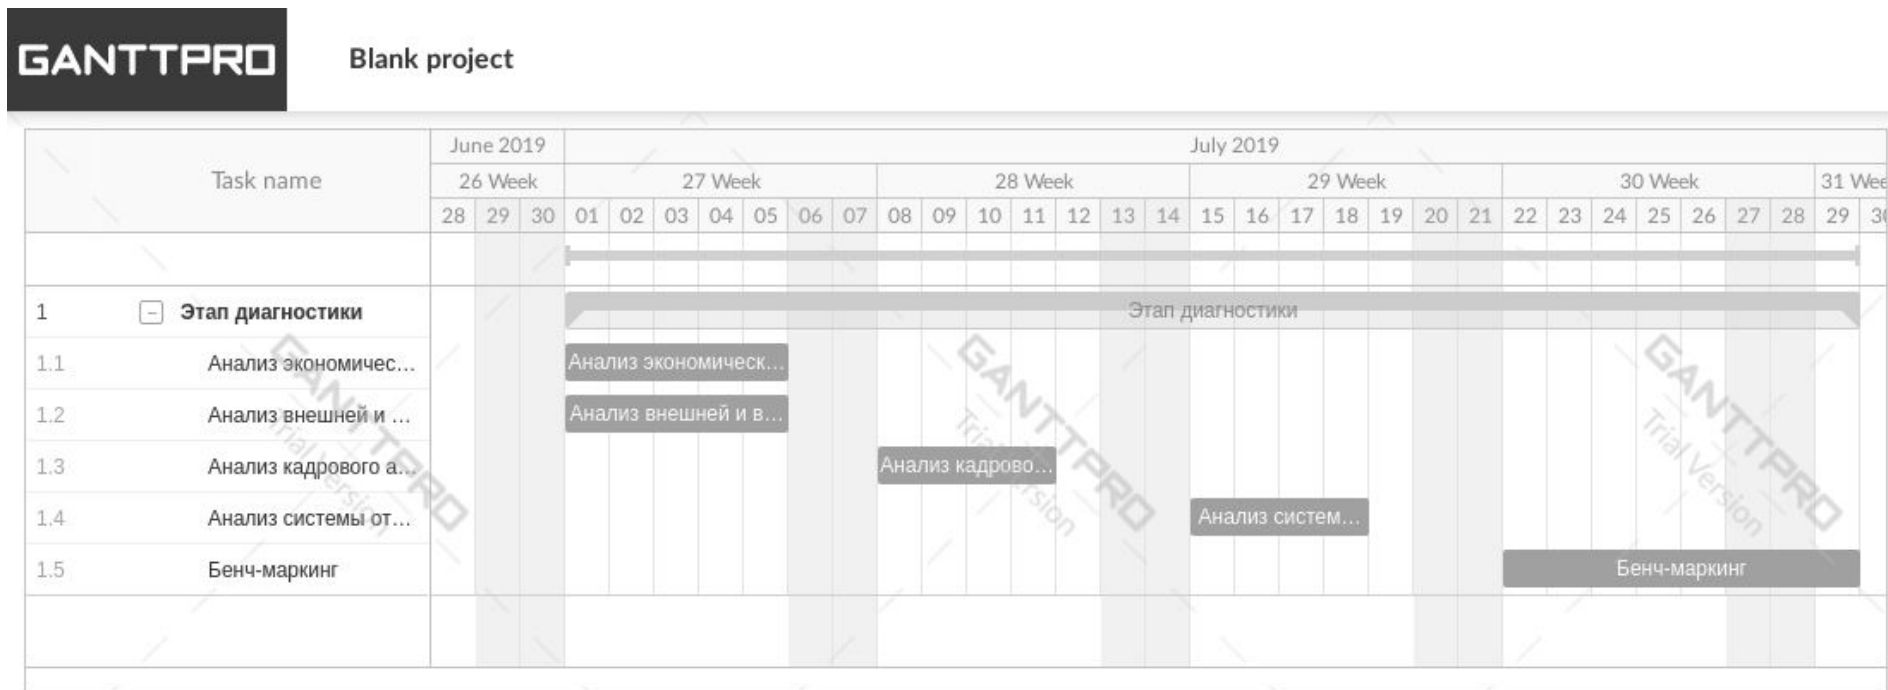 GANTTPRO Blank project
June 2019 July 2019
Task name 26 Week 27 Week 28 Week 29 Week 30 Week 31 Wee
28 29 30 01 02 03 04 05 06 07 08 09 10 11 12 13 14 15 16 17 18 19 20 21 22 23 24 25 26 27 28 29 30
1 Этап диагностики Этап диагностики
1.1 Анализ экономичес... Анализ экономическ...
1.2 Анализ внешней и ... Анализ внешней и в...
1.3 Анализ кадрового а... Анализ кадрово...
1.4 Анализ системы от... Анализ систем...
1.5 Бенч-маркинг Бенч-маркинг
GANTTPRO Trial Version
GANTTPRO Trial Version
GANTTPRO Trial Version